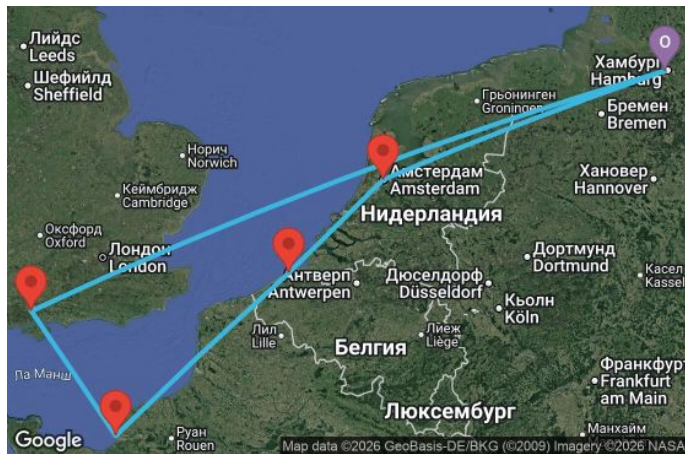 Лийдс
Leeds
Шефийлд
Sheffield
O
Хамбург
Hamburg
Грьонинген
Groningen
Бремен
Bremen
Норич
Norwich
Амстердам
Amsterdam
Хановер
Hannover
Кеймбридж
Cambridge
Нидерландия
Оксфорд
Oxford
Лондон
London
Дортмунд
Dortmund
Антверп
Antwerpen
Дюселдорф
Düsseldorf
Касел
Kassel
Кьолн
Köln
Лил
Lille
Лиеж
Liège
Белгия
Ла Манш
Франкфурт
Frankfurt
am Main
Люксембург
Руан
Rouen
Манхайм
Google
Map data ©2026 GeoBasis-DE/BKG (©2009) Imagery ©2026 NASA